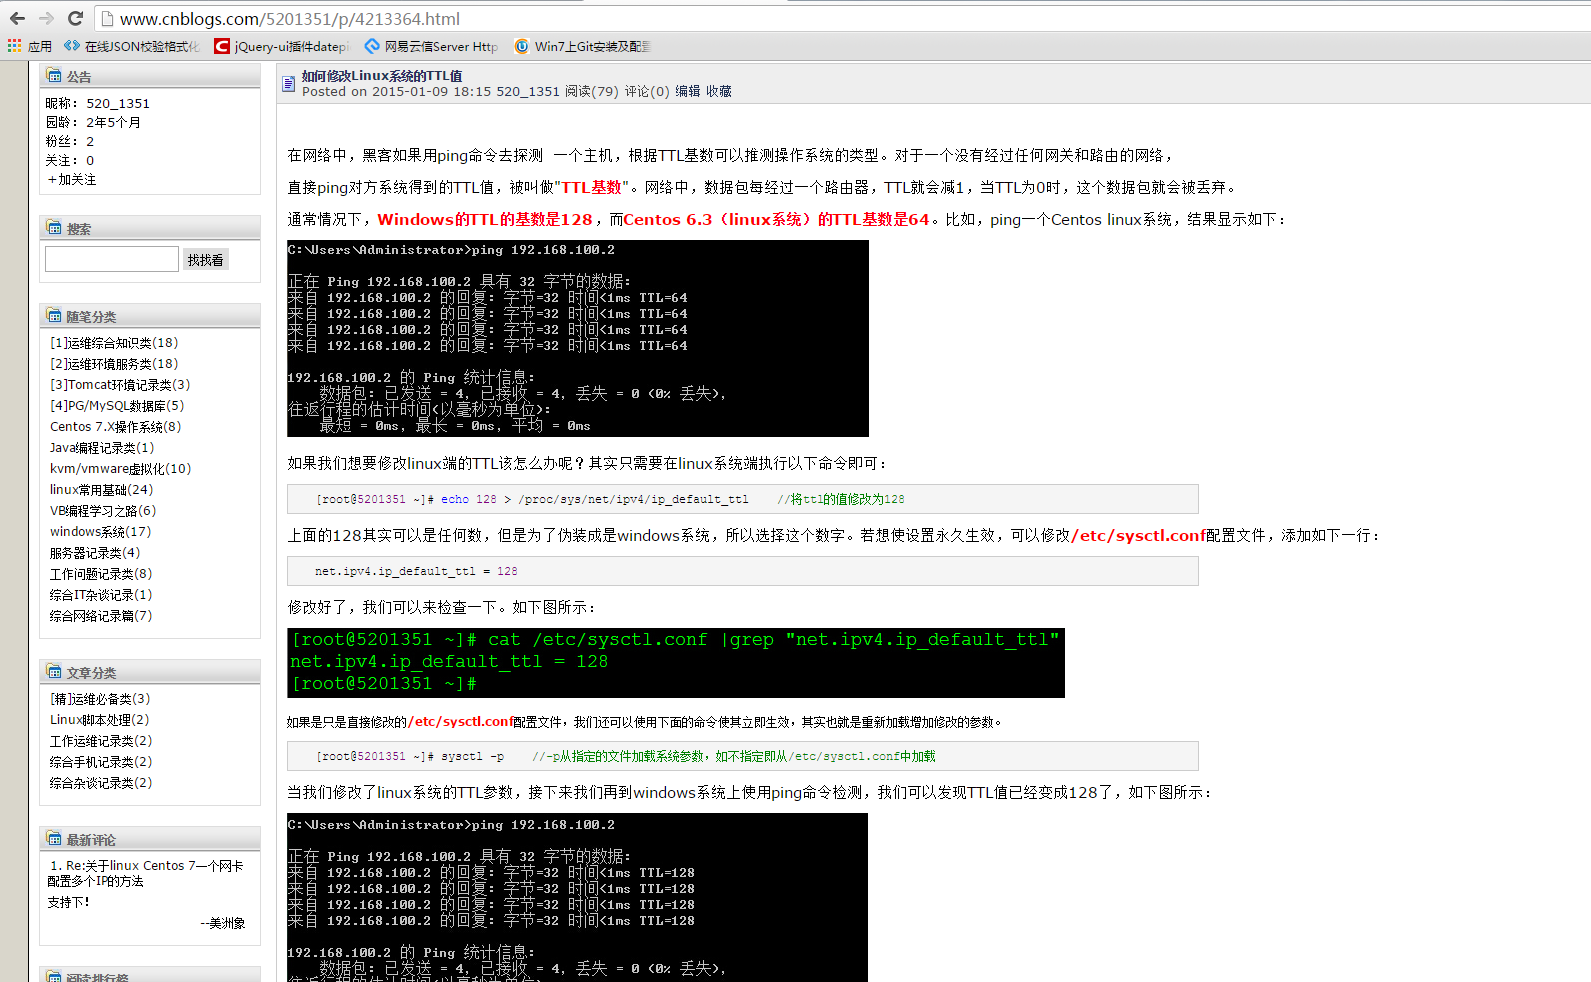 www.cnblogs.com/5201351/p/4213364.html
应用 在线JSON校验格式化 jQuery-ui插件datepi 网易云信Server Http Win7上Git安装及配置
公告
昵称：520_1351
园龄：2年5个月
粉丝：2
关注：0
+加关注
搜索
找找看
随笔分类
[1]运维综合知识类(18)
[2]运维环境服务类(18)
[3]Tomcat环境记录类(3)
[4]PG/MySQL数据库(5)
Centos 7.X操作系统(8)
Java编程记录类(1)
kvm/vmware虚拟化(10)
linux常用基础(24)
VB编程学习之路(6)
windows系统(17)
服务器记录类(4)
工作问题记录类(8)
综合IT杂谈记录(1)
综合网络记录篇(7)
文章分类
[精]运维必备类(3)
Linux脚本处理(2)
工作运维记录类(2)
综合手机记录类(2)
综合杂谈记录类(2)
最新评论
1. Re:关于linux Centos 7一个网卡
配置多个IP的方法
支持下!
--美洲象
阅读排行榜
如何修改Linux系统的TTL值
Posted on 2015-01-09 18:15 520_1351 阅读(79) 评论(0) 编辑 收藏
在网络中，黑客如果用ping命令去探测 一个主机，根据TTL基数可以推测操作系统的类型。对于一个没有经过任何网关和路由的网络，
直接ping对方系统得到的TTL值，被叫做"TTL基数"。网络中，数据包每经过一个路由器，TTL就会减1，当TTL为0时，这个数据包就会被丢弃。
通常情况下，Windows的TTL的基数是128，而Centos 6.3（linux系统）的TTL基数是64。比如，ping一个Centos linux系统，结果显示如下：
C:\Users\Administrator>ping 192.168.100.2
正在 Ping 192.168.100.2 具有 32 字节的数据:
来自 192.168.100.2 的回复: 字节=32 时间<1ms TTL=64
来自 192.168.100.2 的回复: 字节=32 时间<1ms TTL=64
来自 192.168.100.2 的回复: 字节=32 时间<1ms TTL=64
来自 192.168.100.2 的回复: 字节=32 时间<1ms TTL=64
192.168.100.2 的 Ping 统计信息:
数据包: 已发送 = 4, 已接收 = 4, 丢失 = 0 (0% 丢失),
往返行程的估计时间(以毫秒为单位):
最短 = 0ms, 最长 = 0ms, 平均 = 0ms
如果我们想要修改linux端的TTL该怎么办呢？其实只需要在linux系统端执行以下命令即可：
[root@5201351 ~]# echo 128 > /proc/sys/net/ipv4/ip_default_ttl //将ttl的值修改为128
上面的128其实可以是任何数，但是为了伪装成是windows系统，所以选择这个数字。若想使设置永久生效，可以修改/etc/sysctl.conf配置文件，添加如下一行：
net.ipv4.ip_default_ttl = 128
修改好了，我们可以来检查一下。如下图所示：
[root@5201351 ~]# cat /etc/sysctl.conf |grep "net.ipv4.ip_default_ttl"
net.ipv4.ip_default_ttl = 128
[root@5201351 ~]#
如果是只是直接修改的/etc/sysctl.conf配置文件，我们还可以使用下面的命令使其立即生效，其实也就是重新加载增加修改的参数。
[root@5201351 ~]# sysctl -p //-p从指定的文件加载系统参数，如不指定即从/etc/sysctl.conf中加载
当我们修改了linux系统的TTL参数，接下来我们再到windows系统上使用ping命令检测，我们可以发现TTL值已经变成128了，如下图所示：
C:\Users\Administrator>ping 192.168.100.2
正在 Ping 192.168.100.2 具有 32 字节的数据:
来自 192.168.100.2 的回复: 字节=32 时间<1ms TTL=128
来自 192.168.100.2 的回复: 字节=32 时间<1ms TTL=128
来自 192.168.100.2 的回复: 字节=32 时间<1ms TTL=128
来自 192.168.100.2 的回复: 字节=32 时间<1ms TTL=128
192.168.100.2 的 Ping 统计信息:
数据包: 已发送 = 4, 已接收 = 4, 丢失 = 0 (0% 丢失),
往返行程的估计时间(以毫秒为单位):